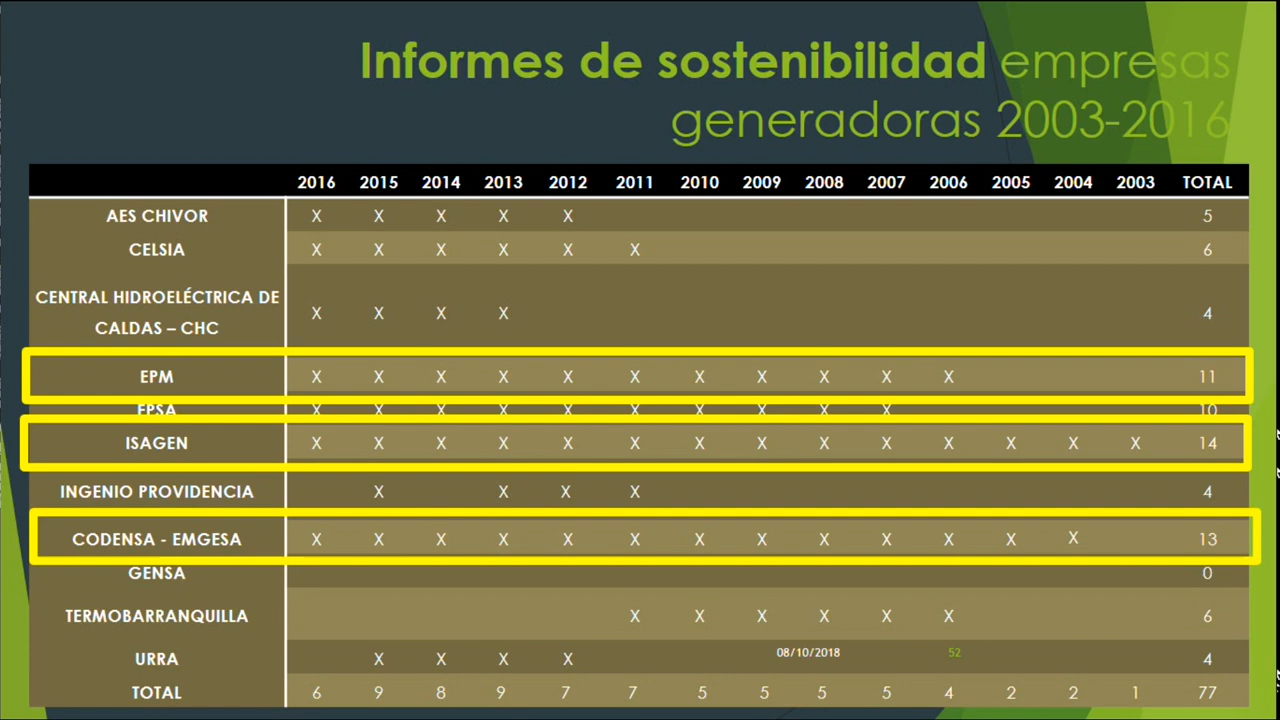 Informes de sostenibilidad empresas
generadoras 2003-2016
2016 2015 2014 2013 2012 2011 2010 2009 2008 2007 2006 2005 2004 2003 TOTAL
AES CHIVOR X X X X X 5
CELSIA X X X X X X 6
CENTRAL HIDROELÉCTRICA DE
CALDAS – CHC X X X X 4
EPM X X X X X X X X X X X 11
EPSA X X X X X X X X X X 10
ISAGEN X X X X X X X X X X X X X X 14
INGENIO PROVIDENCIA X X X X 4
CODENSA - EMGESA X X X X X X X X X X X X X 13
GENSA 0
TERMOBARRANQUILLA X X X X X X 6
URRA X X X X 08/10/2018 52 4
TOTAL 6 9 8 9 7 7 5 5 5 5 4 2 2 1 77